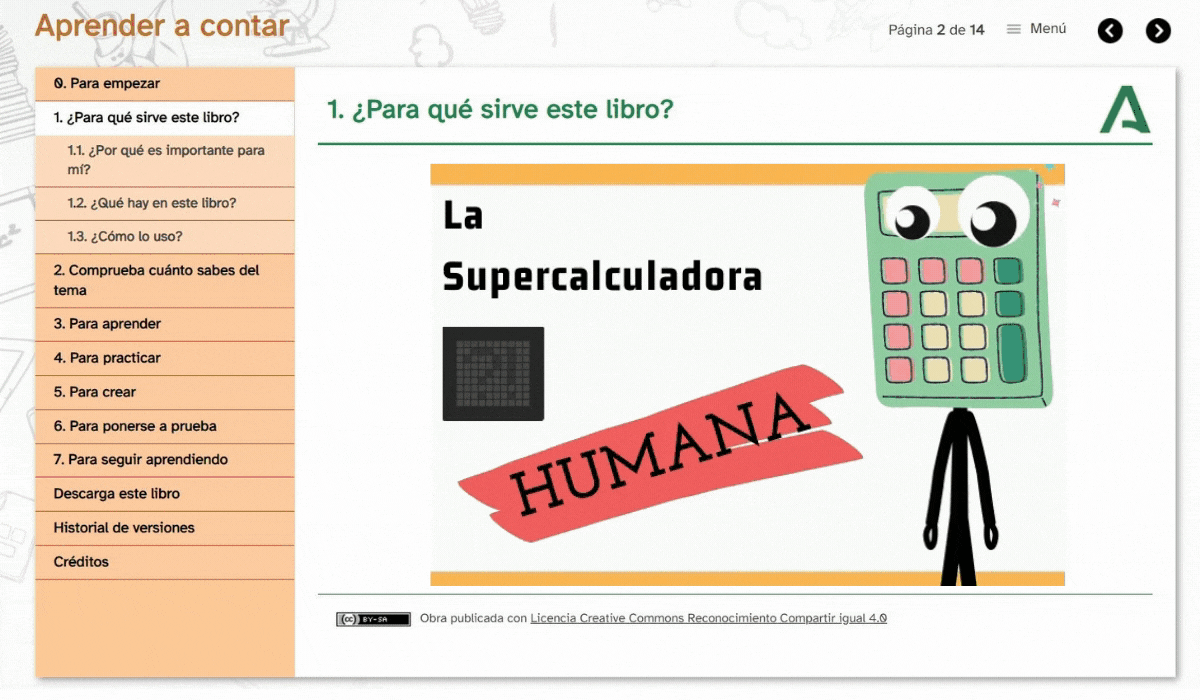 Aprender a contar
Página 2 de 14
Menú
0. Para empezar
1. ¿Para qué sirve este libro?
1.1. ¿Por qué es importante para
mí?
1.2. ¿Qué hay en este libro?
1.3. ¿Cómo lo uso?
2. Comprueba cuánto sabes del
tema
3. Para aprender
4. Para practicar
5. Para crear
6. Para ponerse a prueba
7. Para seguir aprendiendo
Descarga este libro
Historial de versiones
Créditos
1. ¿Para qué sirve este libro?
La
Supercalculadora
HUMANA
cc BY-SA
Obra publicada con Licencia Creative Commons Reconocimiento Compartir igual 4.0